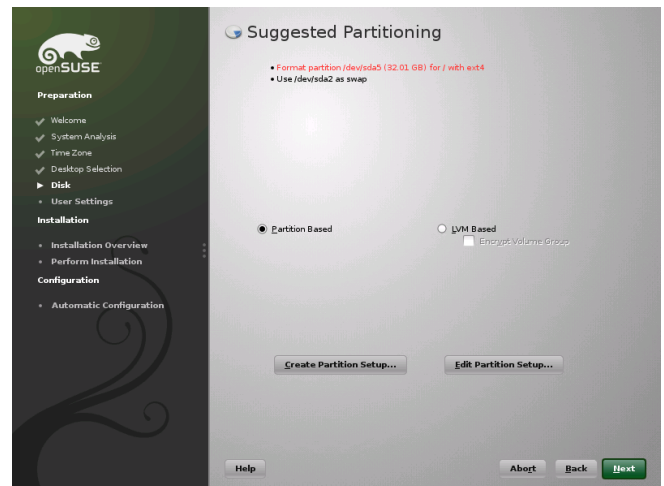 openSUSE
Preparation
Welcome
System Analysis
Time Zone
Desktop Selection
Disk
User Settings
Installation
Installation Overview
Perform Installation
Configuration
Automatic Configuration
Suggested Partitioning
Format partition /dev/sda5 (32.01 GB) for / with ext4
Use /dev/sda2 as swap
Partition Based
LVM Based
Encrypt Volume Group
Create Partition Setup...
Edit Partition Setup...
Help
Abort
Back
Next